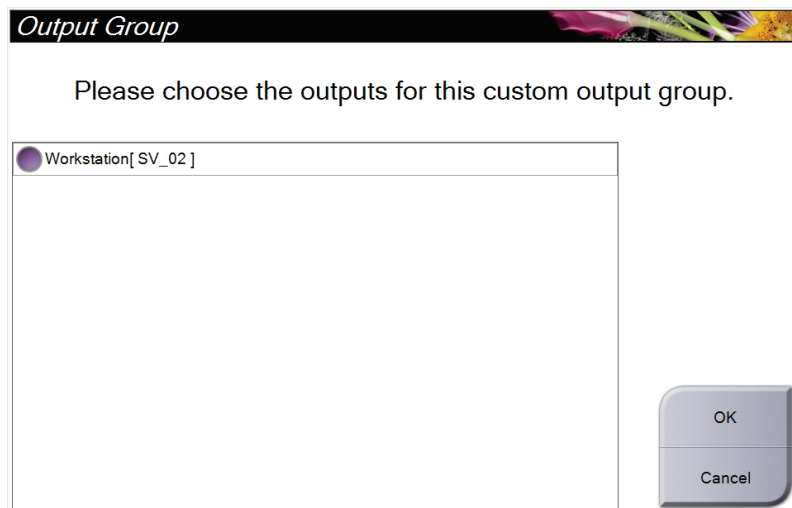 Output Group
Please choose the outputs for this custom output group.
Workstation[ SV_02 ]
OK
Cancel